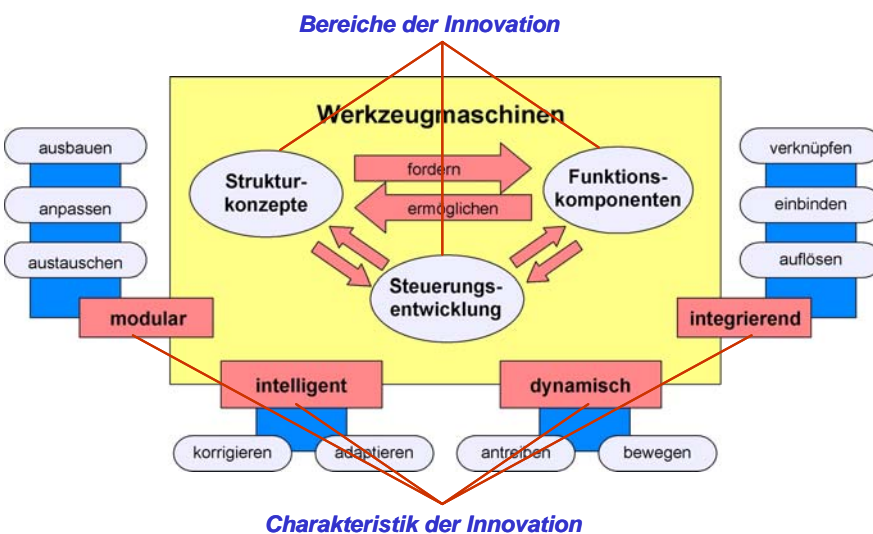 Bereiche der Innovation
Werkzeugmaschinen
ausbauen
anpassen
austauschen
modular
Struktur-
konzepte
fordern
ermöglichen
Funktions-
komponenten
Steuerungs-
entwicklung
verknüpfen
einbinden
auflösen
integrierend
intelligent
korrigieren
adaptieren
dynamisch
antreiben
bewegen
Charakteristik der Innovation